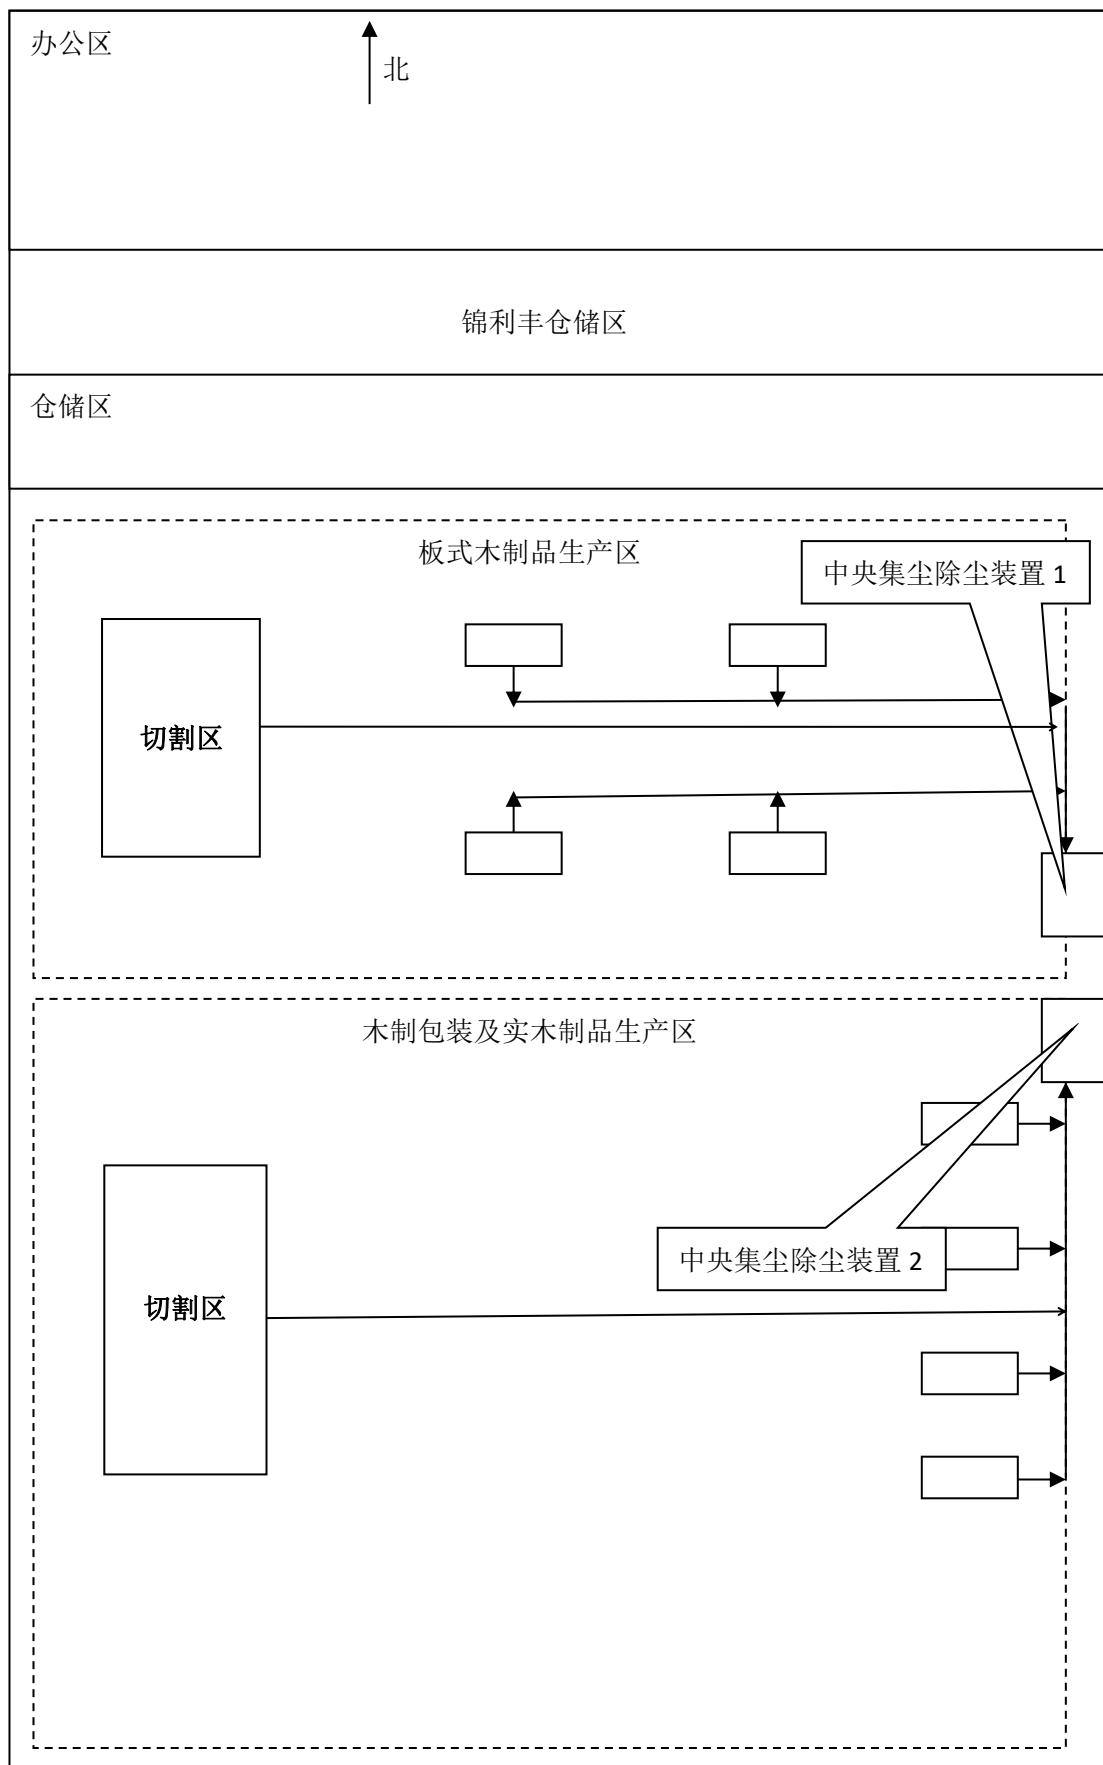 办公区
北
锦利丰仓储区
仓储区
板式木制品生产区
中央集尘除尘装置 1
切割区
木制包装及实木制品生产区
中央集尘除尘装置 2
切割区